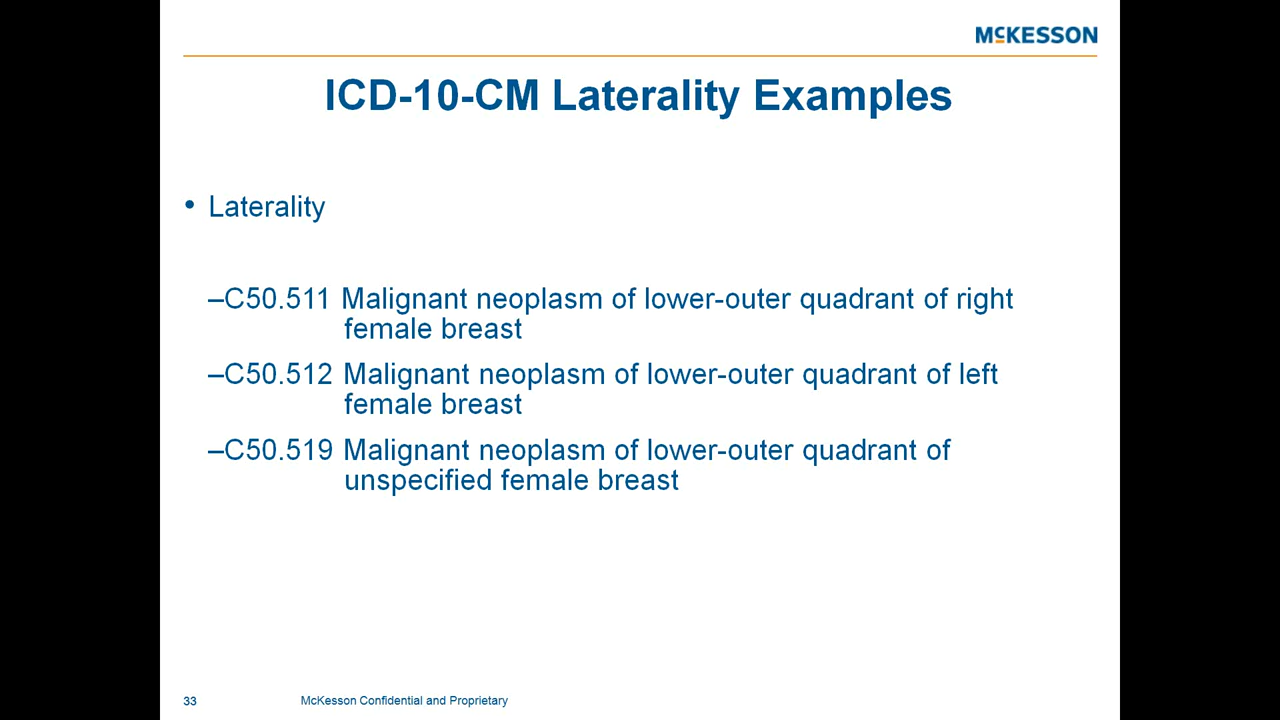 MCKESSON
ICD-10-CM Laterality Examples
• Laterality
–C50.511 Malignant neoplasm of lower-outer quadrant of right
female breast
–C50.512 Malignant neoplasm of lower-outer quadrant of left
female breast
–C50.519 Malignant neoplasm of lower-outer quadrant of
unspecified female breast
33 McKesson Confidential and Proprietary